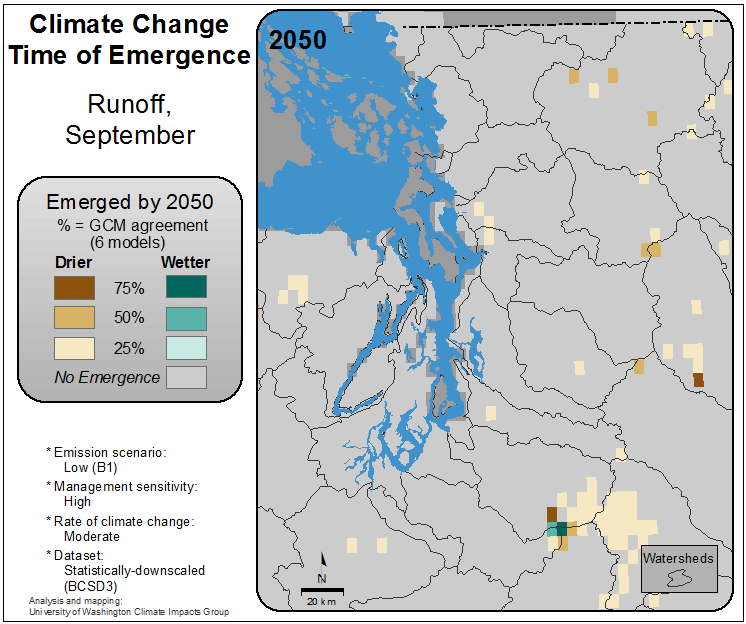 Climate Change
Time of Emergence
Runoff,
September
Emerged by 2050
% = GCM agreement
(6 models)
Drier Wetter
75%
50%
25%
No Emergence
* Emission scenario:
Low (B1)
* Management sensitivity:
High
* Rate of climate change:
Moderate
* Dataset:
Statistically-downscaled
(BCSD3)
Analysis and mapping:
University of Washington Climate Impacts Group
2050
N
20 km
Watersheds